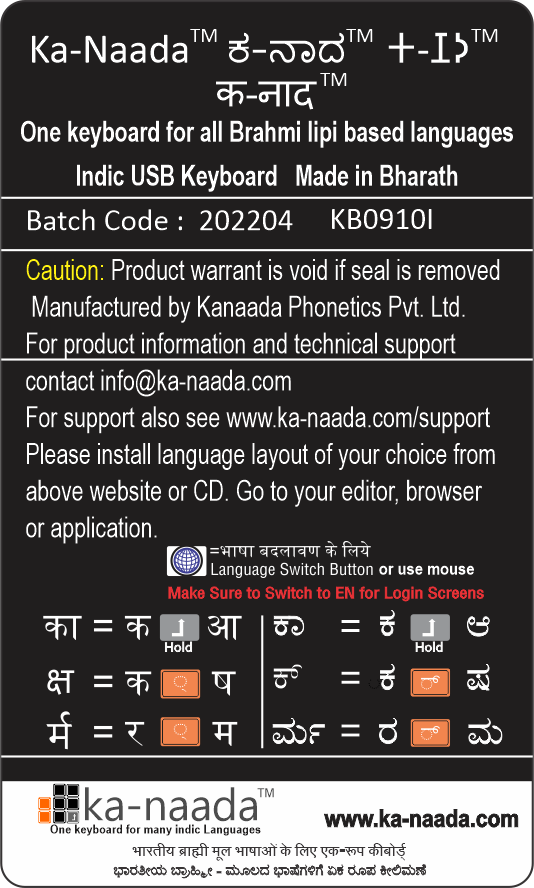 Ka-Naada™ ಕ-ನಾದ™ 𑀓-𑀦𑀸𑀤™
क-नाद™
One keyboard for all Brahmi lipi based languages
Indic USB Keyboard Made in Bharath
Batch Code : 202204 KB0910I
Caution: Product warrant is void if seal is removed
Manufactured by Kanaada Phonetics Pvt. Ltd.
For product information and technical support
contact info@ka-naada.com
For support also see www.ka-naada.com/support
Please install language layout of your choice from
above website or CD. Go to your editor, browser
or application.
=भाषा बदलावण के लिये
Language Switch Button or use mouse
Make Sure to Switch to EN for Login Screens
का = क Hold आ ಕಾ = ಕ Hold ಆ
क्ष = क ् ष ಕ್ = ಕ ್ ಷ
र्म = र ् म ರ್ಮ = ರ ್ ಮ
ka-naada™
One keyboard for many indic Languages
www.ka-naada.com
भारतीय ब्राह्मी मूल भाषाओं के लिए एक-रूप कीबोर्ड्
ಭಾರತೀಯ ಬ್ರಾಹ್ಮೀ - ಮೂಲದ ಭಾಷೆಗಳಿಗೆ ಏಕ ರೂಪ ಕೀಲಿಮಣೆ